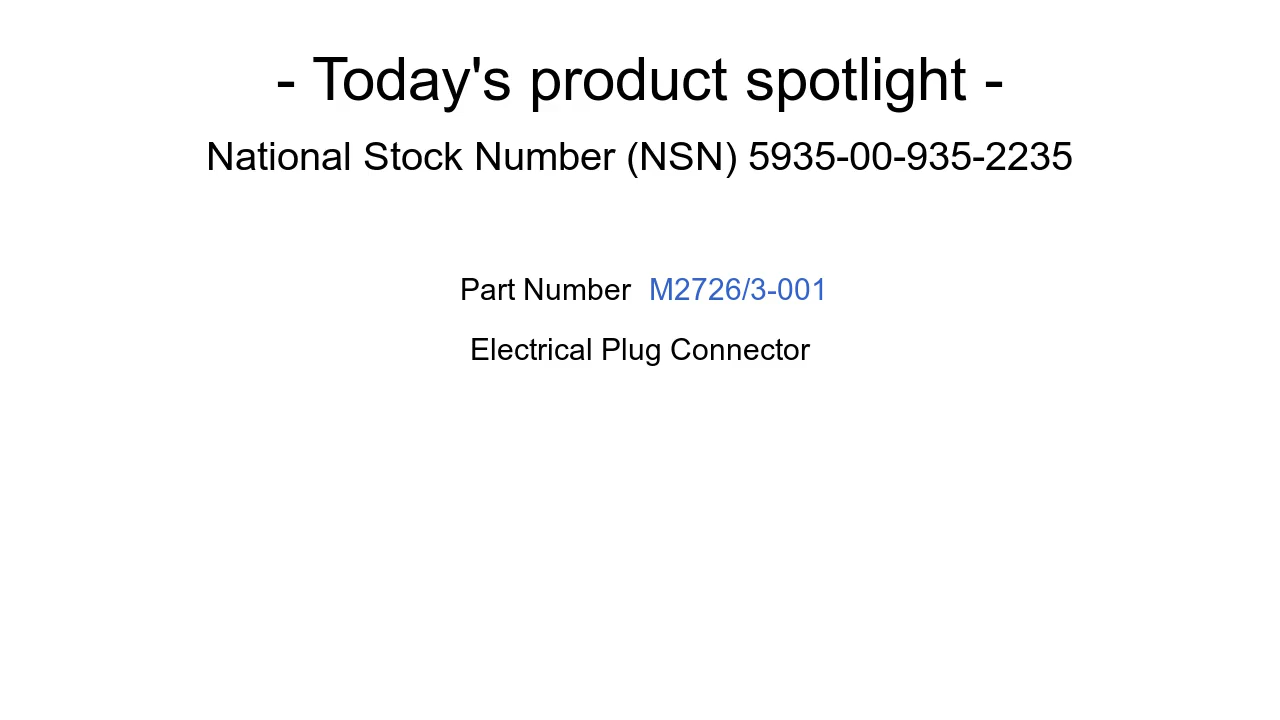 - Today's product spotlight -
National Stock Number (NSN) 5935-00-935-2235
Part Number  M2726/3-001
Electrical Plug Connector